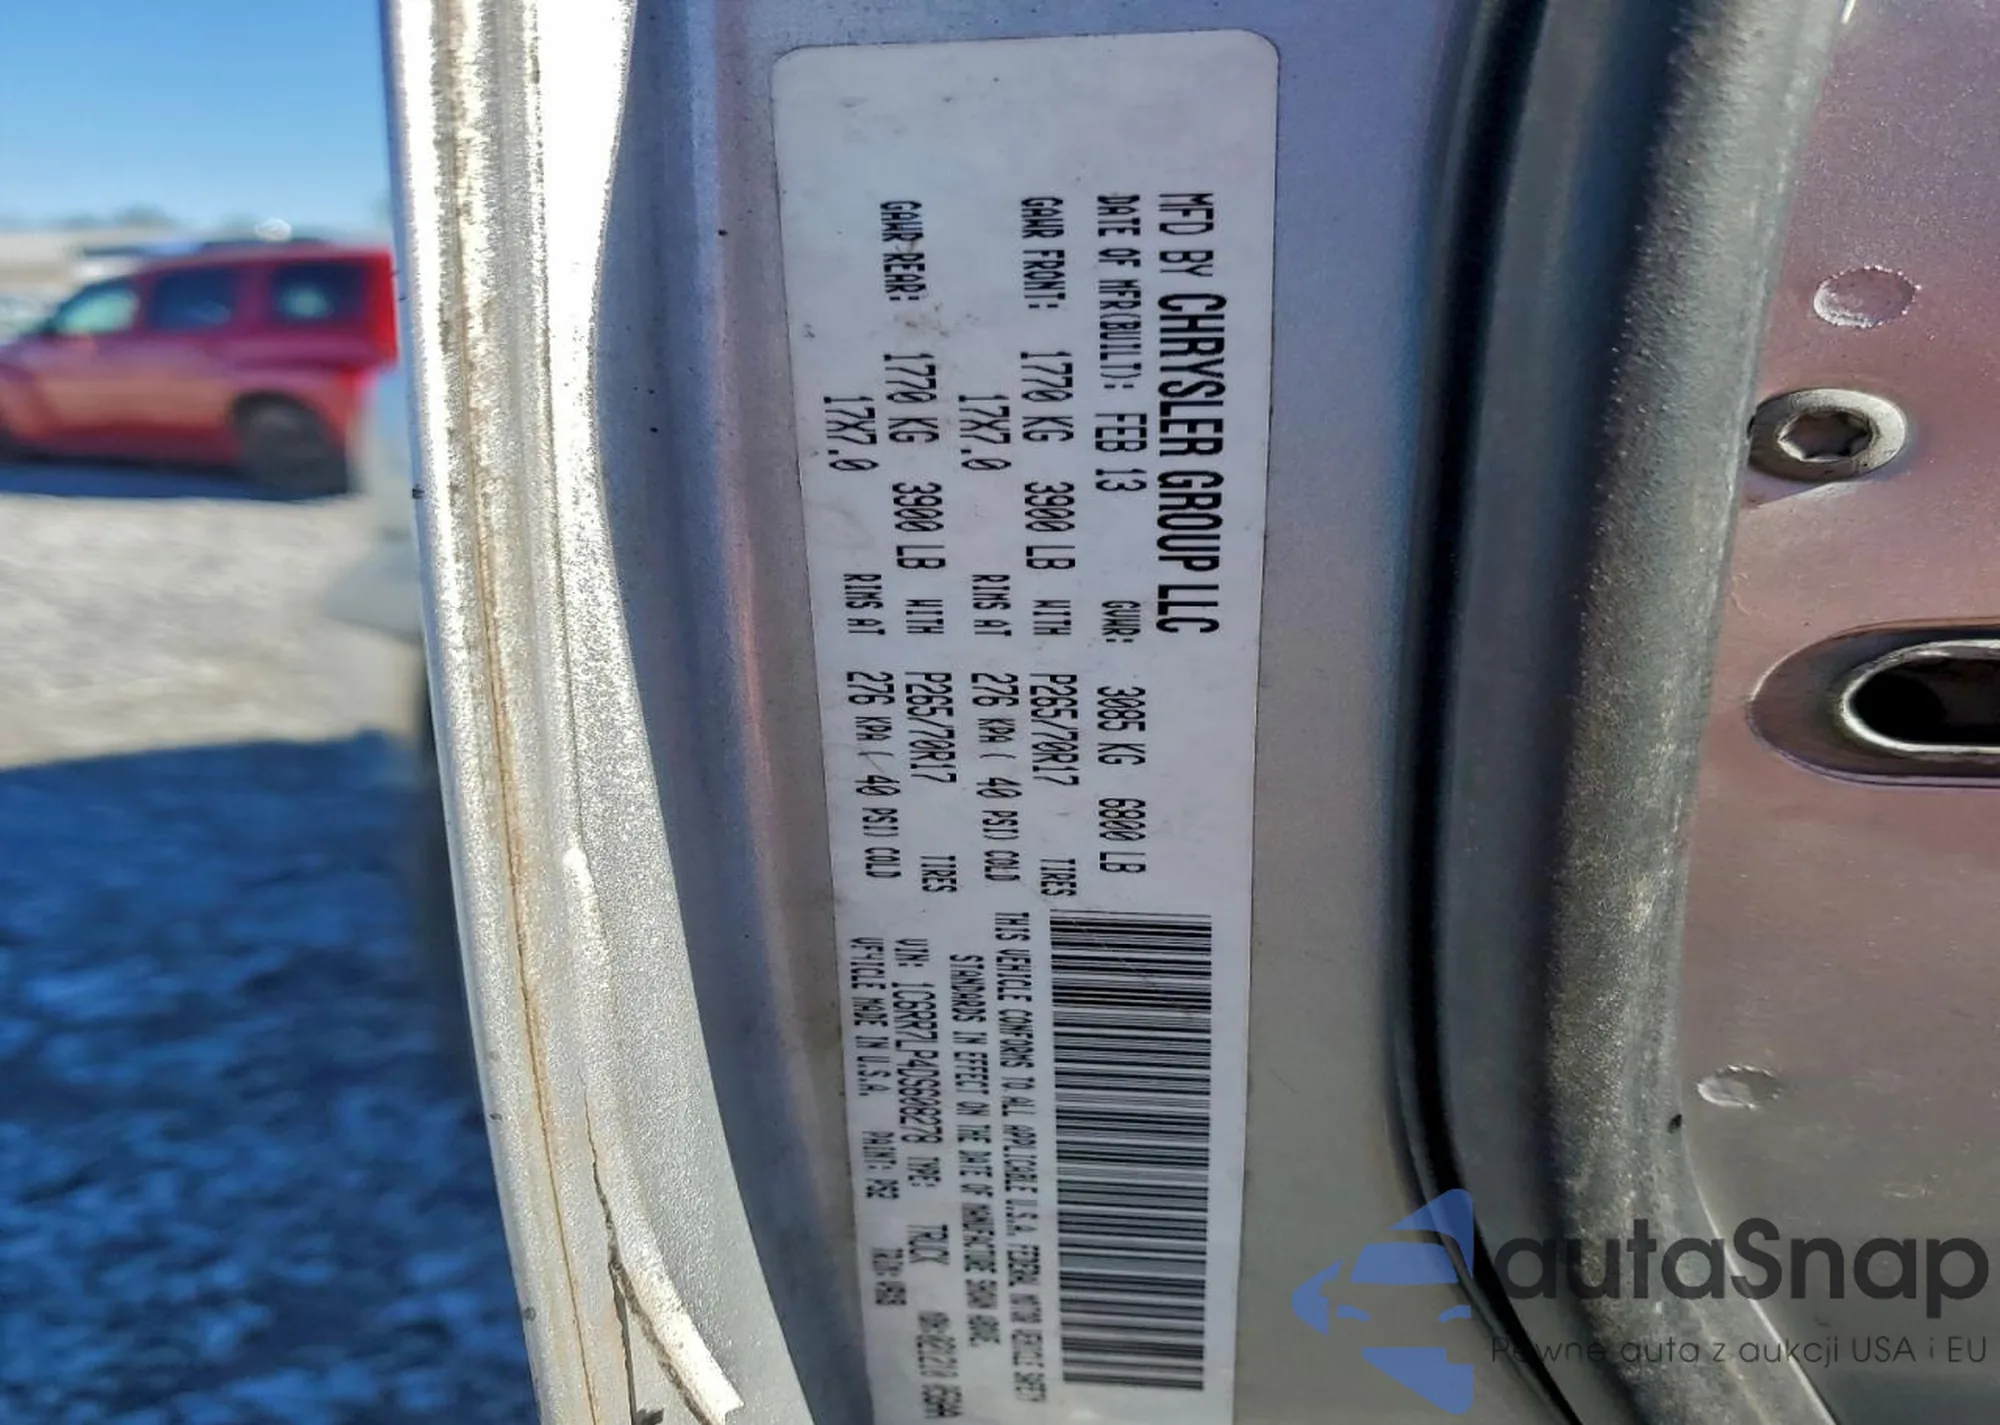 MFD BY CHRYSLER GROUP LLC
DATE OF MFR(BUILT): FEB 13 GVWR: 3085 KG 6800 LB
GAWR FRONT: 1770 KG 3900 LB WITH P265/70R17 TIRES
17X7.0 RIMS AT 276 KPA ( 40 PSI) COLD
GAWR REAR: 1770 KG 3900 LB WITH P265/70R17 TIRES
17X7.0 RIMS AT 276 KPA ( 40 PSI) COLD
THIS VEHICLE CONFORMS TO ALL APPLICABLE U.S.A. FEDERAL MOTOR VEHICLE SAFETY
STANDARDS IN EFFECT ON THE DATE OF MANUFACTURE SHOWN ABOVE.
VIN: 1C6RR7LP4DS608278 TYPE: TRUCK
VEHICLE MADE IN U.S.A. PAINT: PS2
autaSnap
Pewne auta z aukcji USA i EU